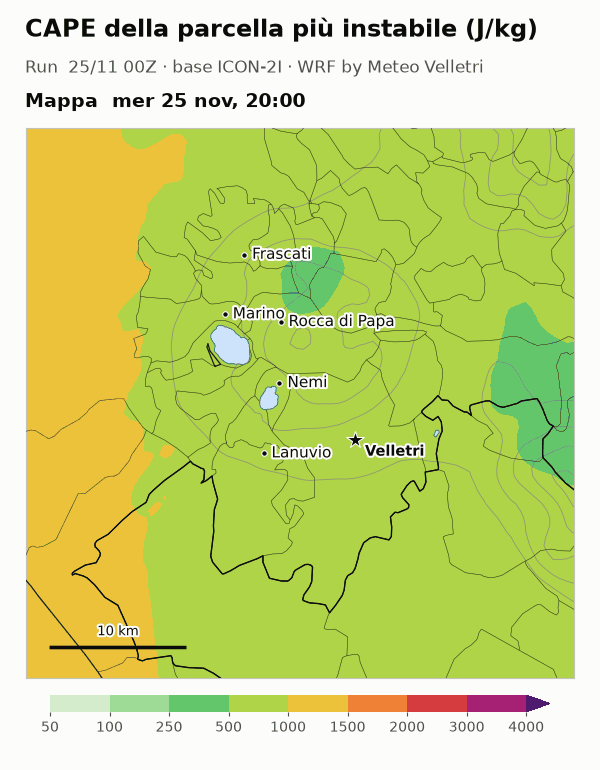 CAPE della parcella più instabile (J/kg)
Run  25/11 00Z · base ICON-2I · WRF by Meteo Velletri
Mappa  mer 25 nov, 20:00
Frascati
Marino
Rocca di Papa
Nemi
Velletri
Lanuvio
10 km
50 100 250 500 1000 1500 2000 3000 4000